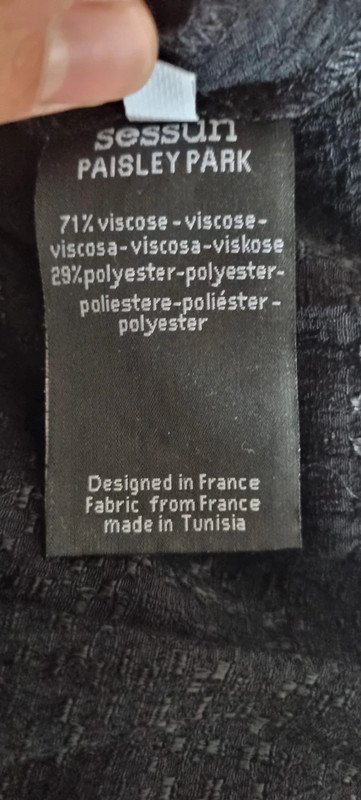 sessùn
PAISLEY PARK
71% viscose - viscose -
viscosa - viscosa - viskose
29% polyester-polyester-
poliestere-poliéster -
polyester
Designed in France
Fabric from France
made in Tunisia